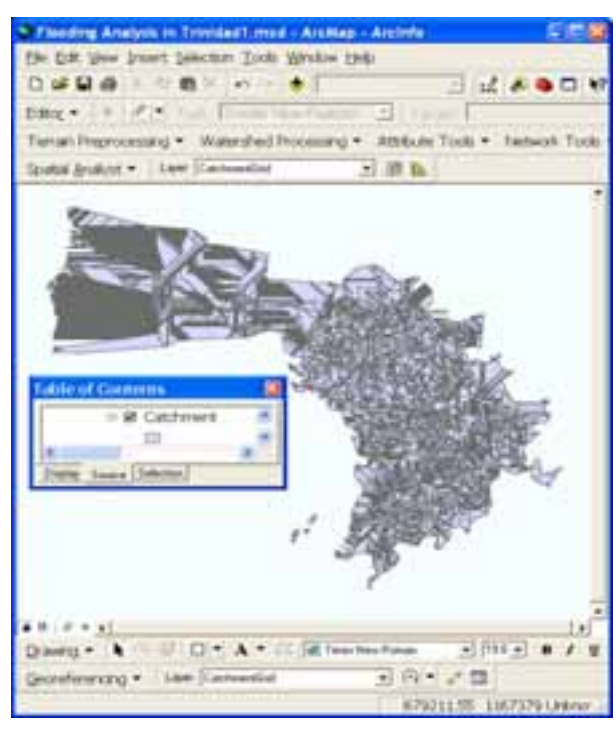 Flooding Analysis in Trinidad1.mxd - ArcMap - ArcInfo
File Edit View Insert Selection Tools Window Help
Editor
Terrain Preprocessing Watershed Processing Attribute Tools Network Tools
Spatial Analyst Layer: CatchmentGrid
Table of Contents
Catchment
Display Source Selection
Drawing A Times New Roman B I U
Georeferencing Layer: CatchmentGrid
679211.55 1167379 Unknor